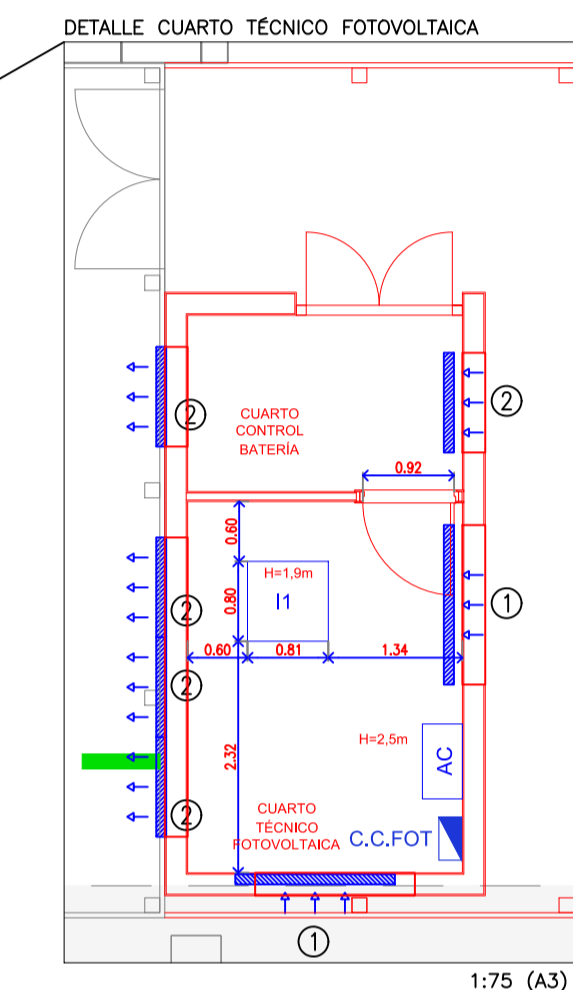 DETALLE CUARTO TÉCNICO FOTOVOLTAICA
2
CUARTO
CONTROL
BATERÍA
2
0.92
0.60
H=1,9m
I1
0.80
2
1
0.60
0.81
1.34
2
2.32
H=2,5m
AC
2
CUARTO
TÉCNICO
FOTOVOLTAICA
C.C.FOT
1
1:75 (A3)